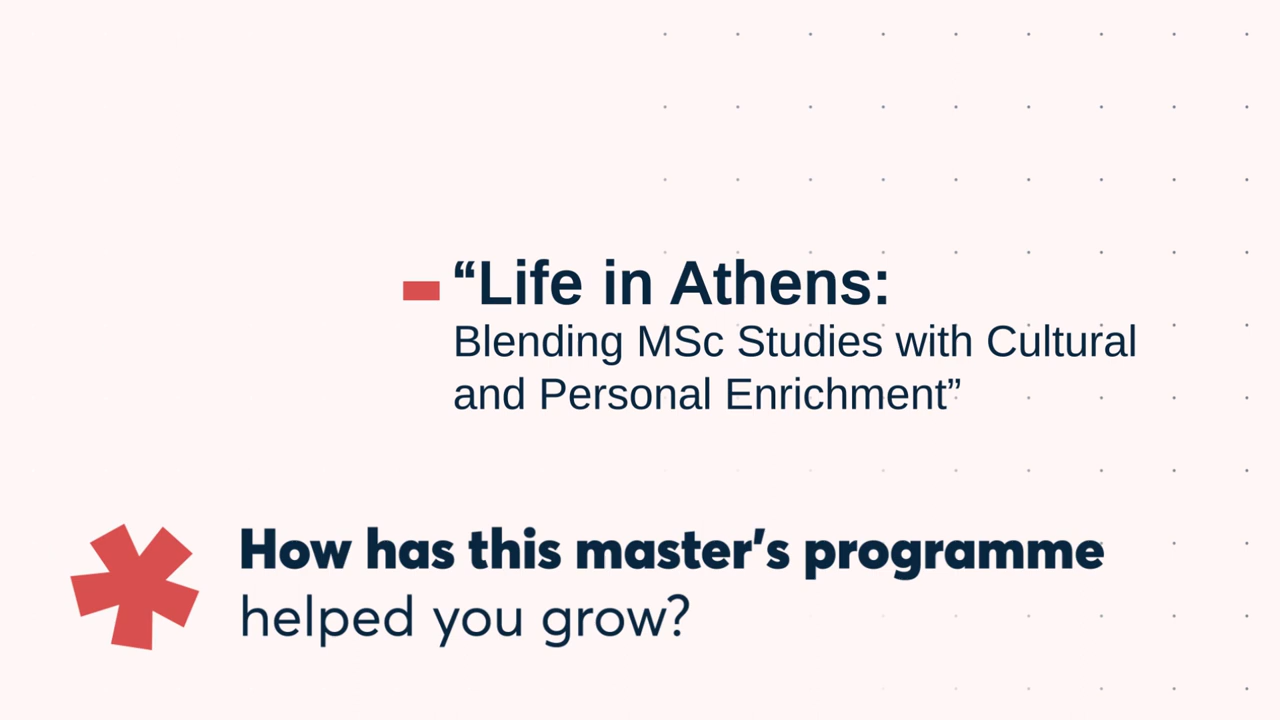 “Life in Athens:
Blending MSc Studies with Cultural
and Personal Enrichment”
How has this master’s programme
helped you grow?